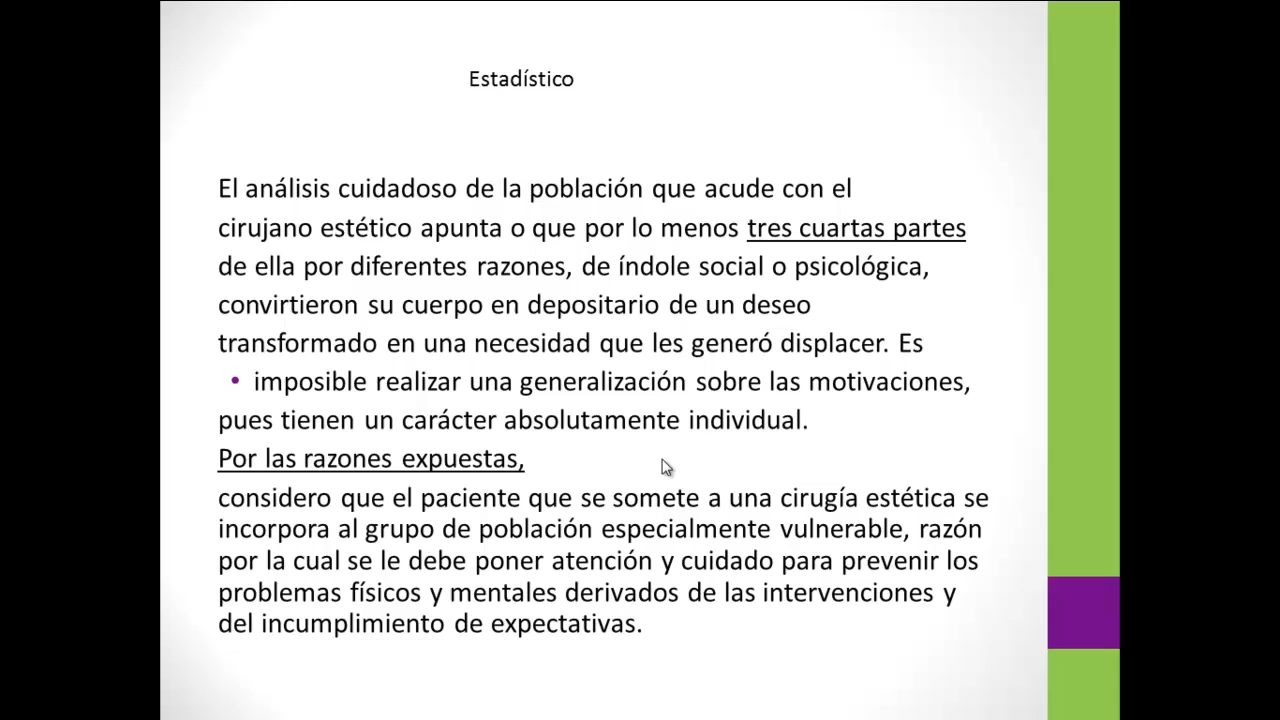 Estadístico
El análisis cuidadoso de la población que acude con el
cirujano estético apunta o que por lo menos tres cuartas partes
de ella por diferentes razones, de índole social o psicológica,
convirtieron su cuerpo en depositario de un deseo
transformado en una necesidad que les generó displacer. Es
• imposible realizar una generalización sobre las motivaciones,
pues tienen un carácter absolutamente individual.
Por las razones expuestas,
considero que el paciente que se somete a una cirugía estética se
incorpora al grupo de población especialmente vulnerable, razón
por la cual se le debe poner atención y cuidado para prevenir los
problemas físicos y mentales derivados de las intervenciones y
del incumplimiento de expectativas.